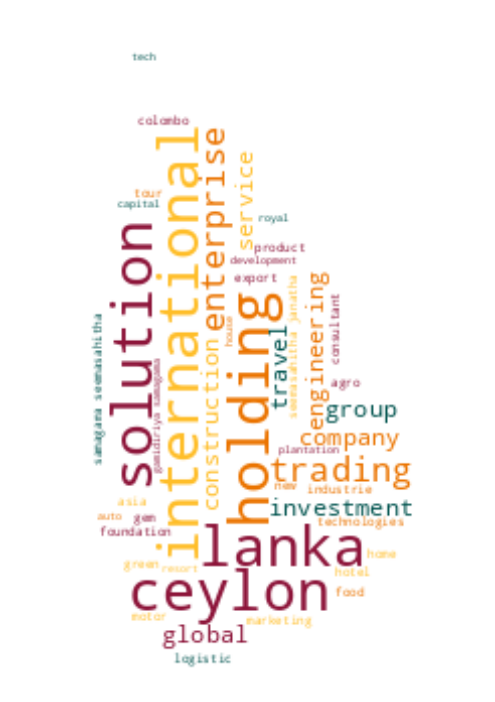 tech
colombo
international
enterprise
service
tour
capital
royal
solution
product
development
export
holding
janatha
engineering
consultant
samagama seemasahitha
house
travel
seemasahitha
construction
gamidiriya samagama
agro
group
company
plantation
trading
new
industrie
asia
investment
auto
gem
technologies
foundation
lanka
home
green
resort
hotel
ceylon
food
motor
marketing
global
logistic